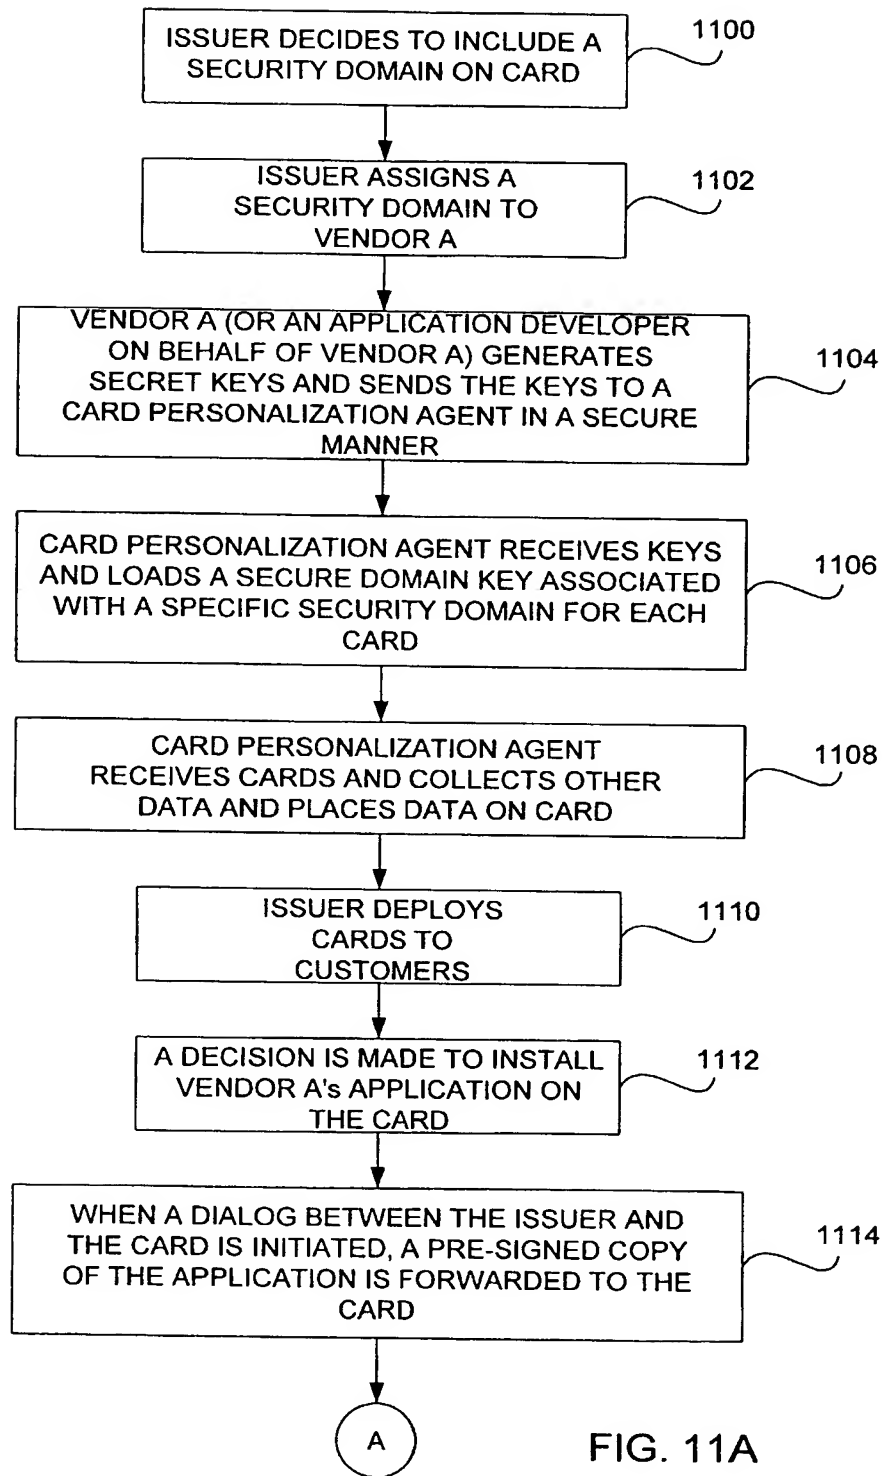 ISSUER DECIDES TO INCLUDE A
SECURITY DOMAIN ON CARD
1100
ISSUER ASSIGNS A
SECURITY DOMAIN TO
VENDOR A
1102
VENDOR A (OR AN APPLICATION DEVELOPER
ON BEHALF OF VENDOR A) GENERATES
SECRET KEYS AND SENDS THE KEYS TO A
CARD PERSONALIZATION AGENT IN A SECURE
MANNER
1104
CARD PERSONALIZATION AGENT RECEIVES KEYS
AND LOADS A SECURE DOMAIN KEY ASSOCIATED
WITH A SPECIFIC SECURITY DOMAIN FOR EACH
CARD
1106
CARD PERSONALIZATION AGENT
RECEIVES CARDS AND COLLECTS OTHER
DATA AND PLACES DATA ON CARD
1108
ISSUER DEPLOYS
CARDS TO
CUSTOMERS
1110
A DECISION IS MADE TO INSTALL
VENDOR A's APPLICATION ON
THE CARD
1112
WHEN A DIALOG BETWEEN THE ISSUER AND
THE CARD IS INITIATED, A PRE-SIGNED COPY
OF THE APPLICATION IS FORWARDED TO THE
CARD
1114
A
FIG. 11A